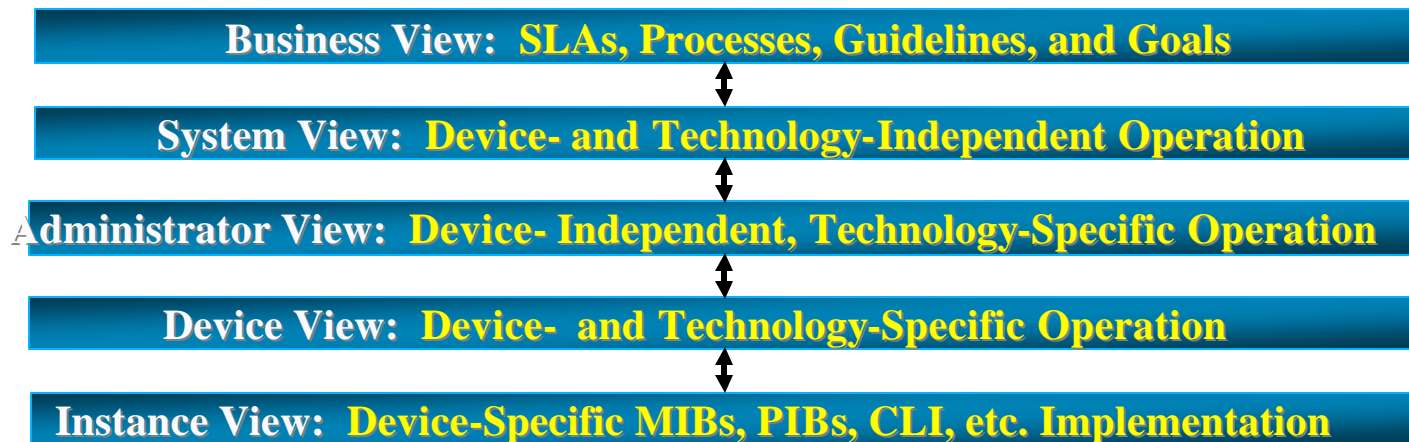 Business View: SLAs, Processes, Guidelines, and Goals
System View: Device- and Technology-Independent Operation
Administrator View: Device- Independent, Technology-Specific Operation
Device View: Device- and Technology-Specific Operation
Instance View: Device-Specific MIBs, PIBs, CLI, etc. Implementation